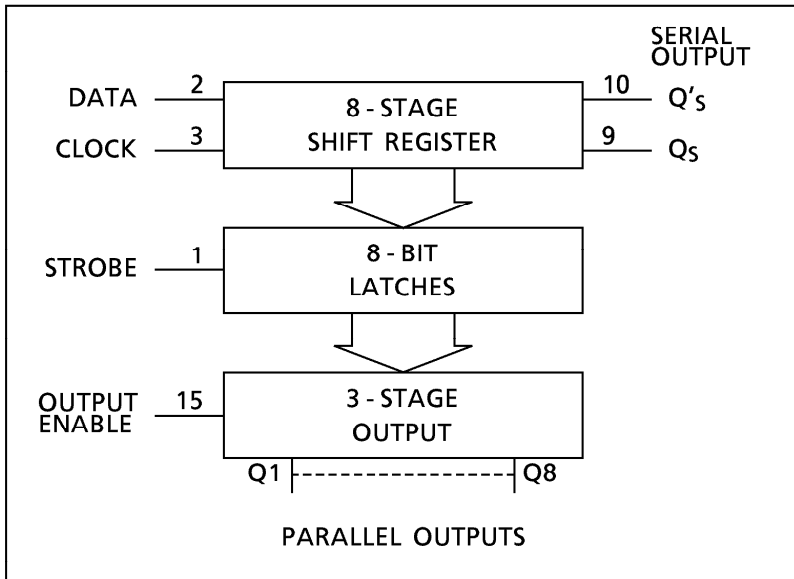 SERIAL
OUTPUT
DATA 2
8 - STAGE
SHIFT REGISTER
10 Q's
CLOCK 3
9 Qs
STROBE 1
8 - BIT
LATCHES
OUTPUT
ENABLE
15
3 - STAGE
OUTPUT
Q1 Q8
PARALLEL OUTPUTS